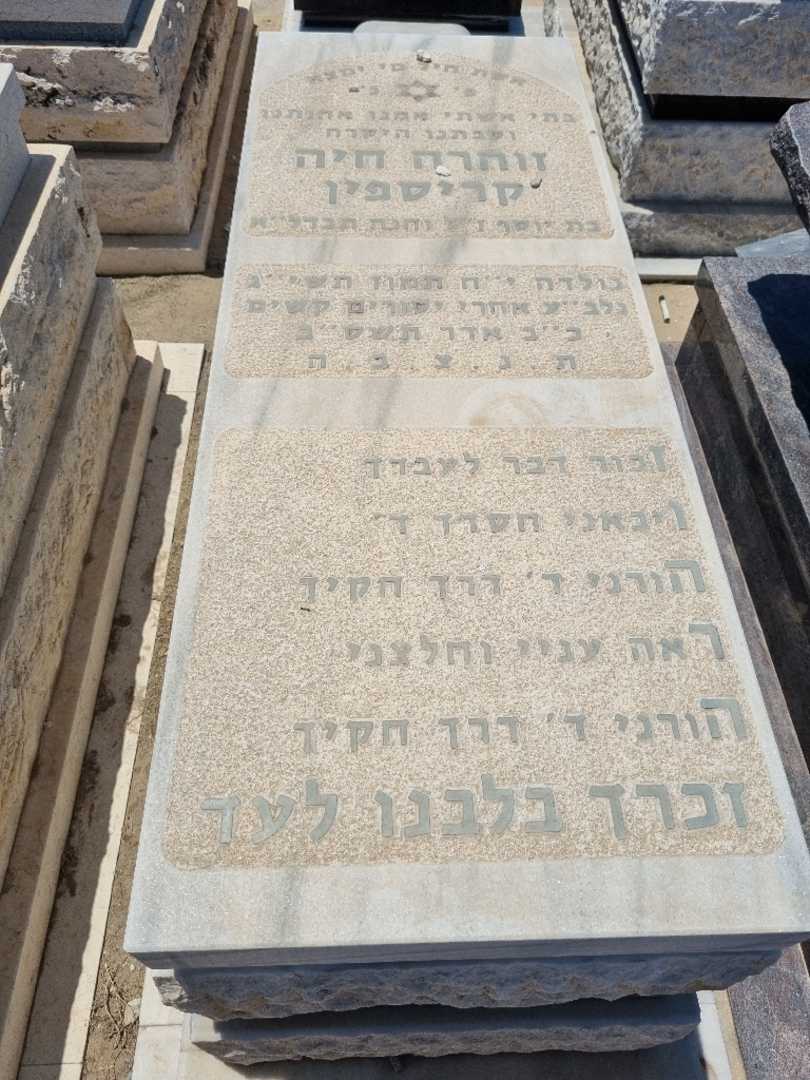 אשת חיל מי ימצא
פ' נ'
בתי אשתי אמנו אחותנו
וסבתנו היקרה
זוהרה חיה
קריספין
בת יוסף ז"ל וחנה תבדל"א
נולדה י"ח תמוז תשי"ג
נלב"ע אחרי יסורים קשים
כ"ב אדר תשס"ב
ת.נ.צ.ב.ה
זכור דבר לעבדך
ויבאני חסדך ד'
הורני ד' דרך חקיך
ראה עניי וחלצני
הורני ד' דרך חקיך
זכרך בלבנו לעד